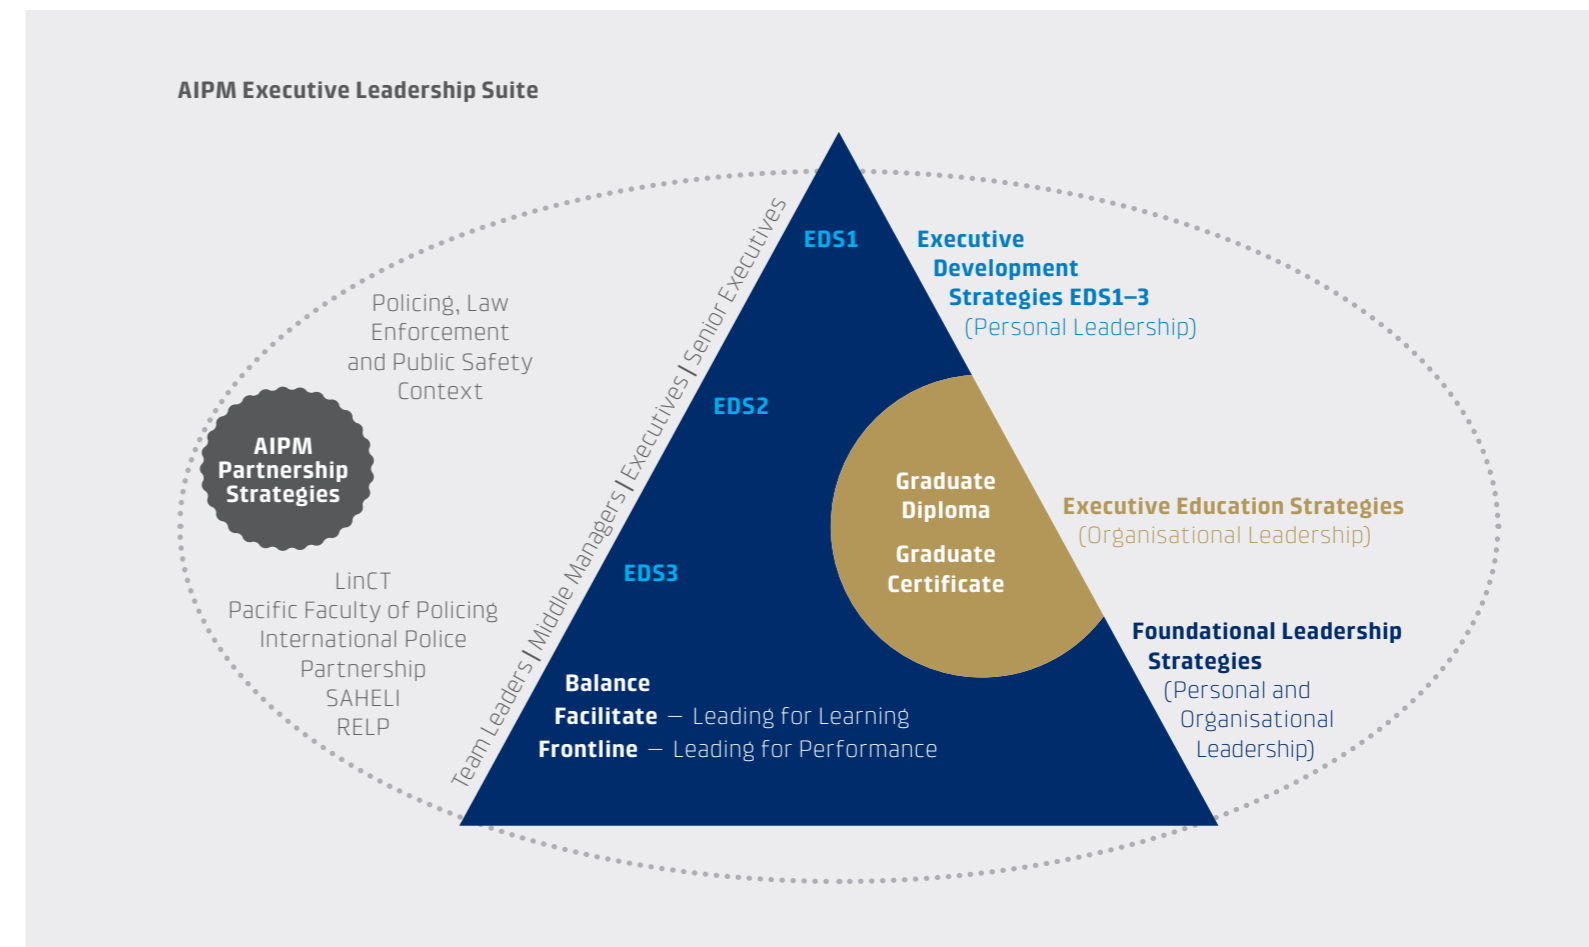 AIPM Executive Leadership Suite
Policing, Law
Enforcement
and Public Safety
Context
AIPM
Partnership
Strategies
LinCT
Pacific Faculty of Policing
International Police
Partnership
SAHELI
RELP
Team Leaders | Middle Managers | Executives | Senior Executives
EDS1
EDS2
EDS3
Balance
Facilitate – Leading for Learning
Frontline – Leading for Performance
Graduate
Diploma
Graduate
Certificate
Executive
Development
Strategies EDS1–3
(Personal Leadership)
Executive Education Strategies
(Organisational Leadership)
Foundational Leadership
Strategies
(Personal and
Organisational
Leadership)